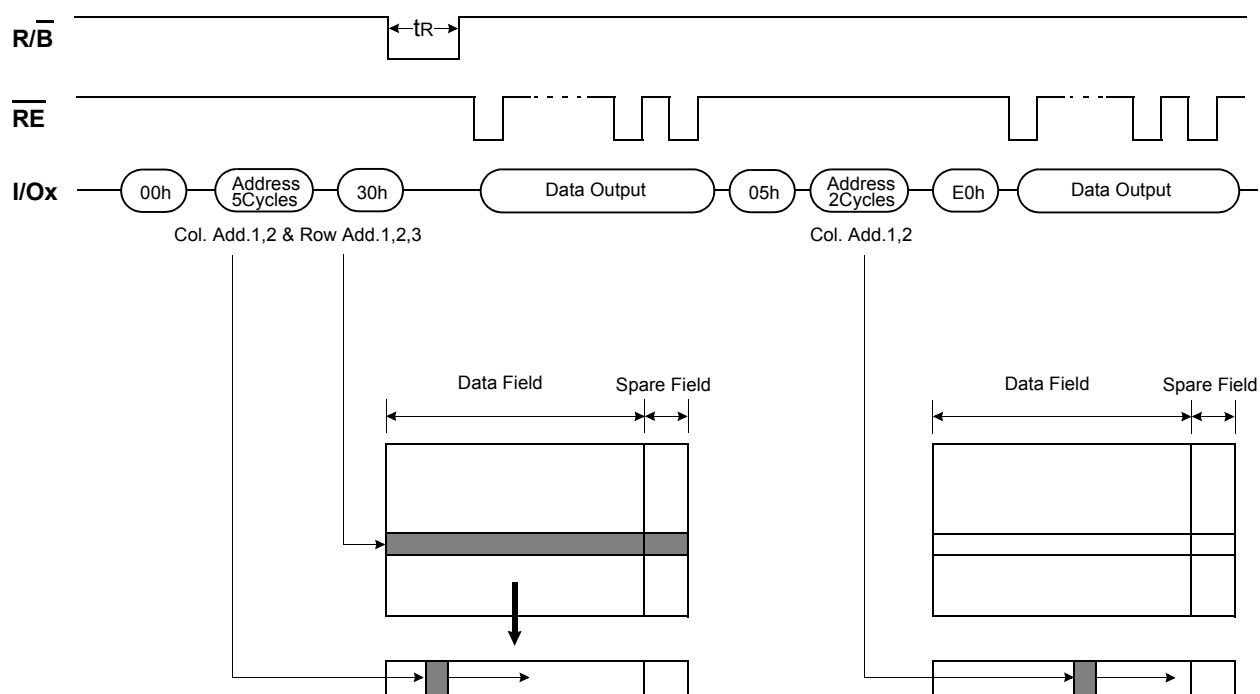 R/B tR
RE
I/Ox 00h Address 5Cycles 30h Data Output 05h Address 2Cycles E0h Data Output
Col. Add.1,2 & Row Add.1,2,3 Col. Add.1,2
Data Field Spare Field Data Field Spare Field